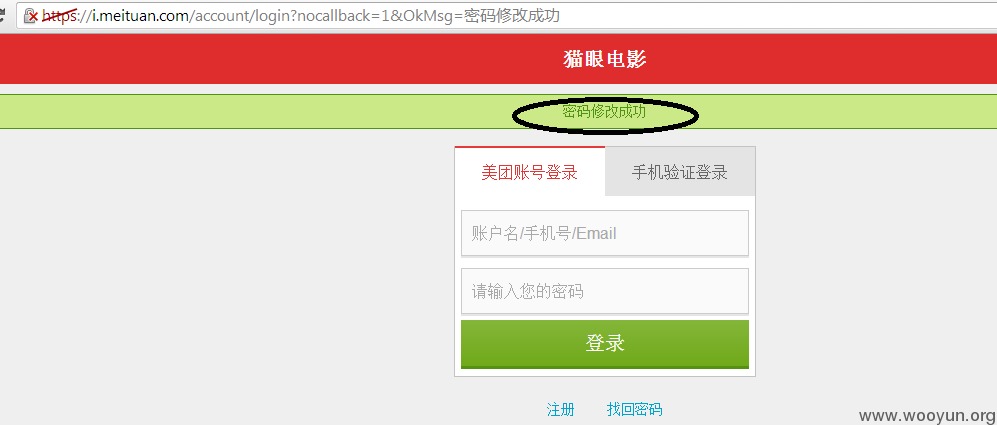 https://i.meituan.com/account/login?nocallback=1&OkMsg=密码修改成功
猫眼电影
密码修改成功
美团账号登录 手机验证登录
账户名/手机号/Email
请输入您的密码
登录
注册 找回密码
www.wooyun.org